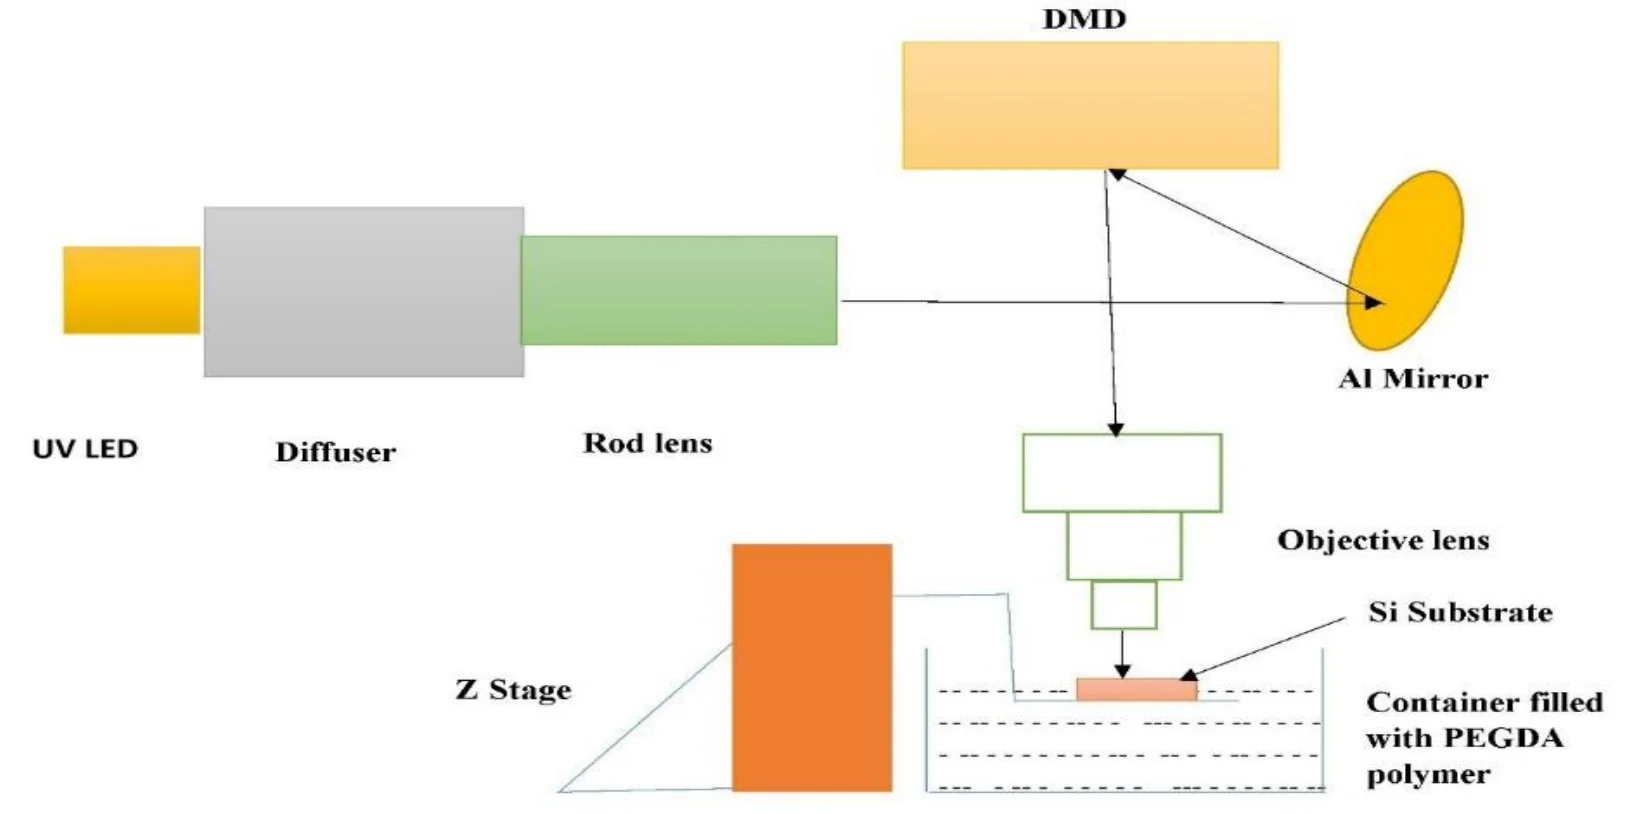 DMD
Al Mirror
UV LED
Diffuser
Rod lens
Objective lens
Si Substrate
Z Stage
Container filled
with PEGDA
polymer